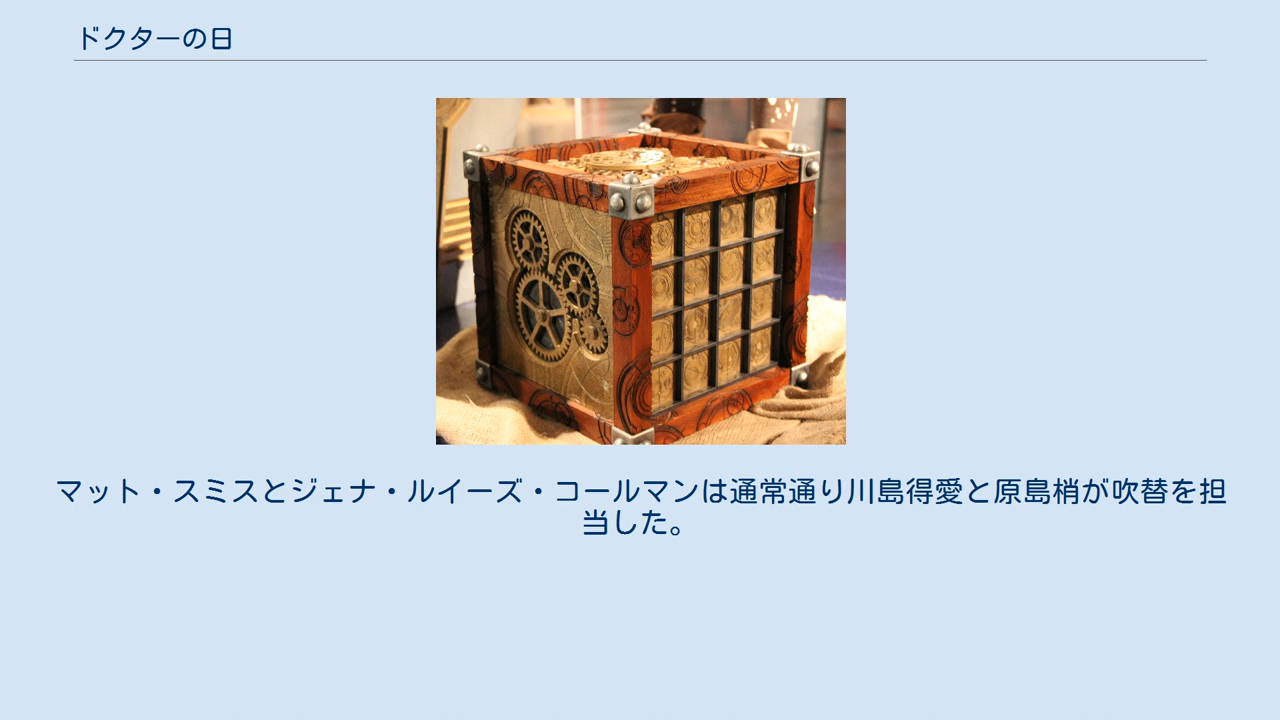 ドクターの日
マット・スミスとジェナ・ルイーズ・コールマンは通常通り川島得愛と原島梢が吹替を担
当した。